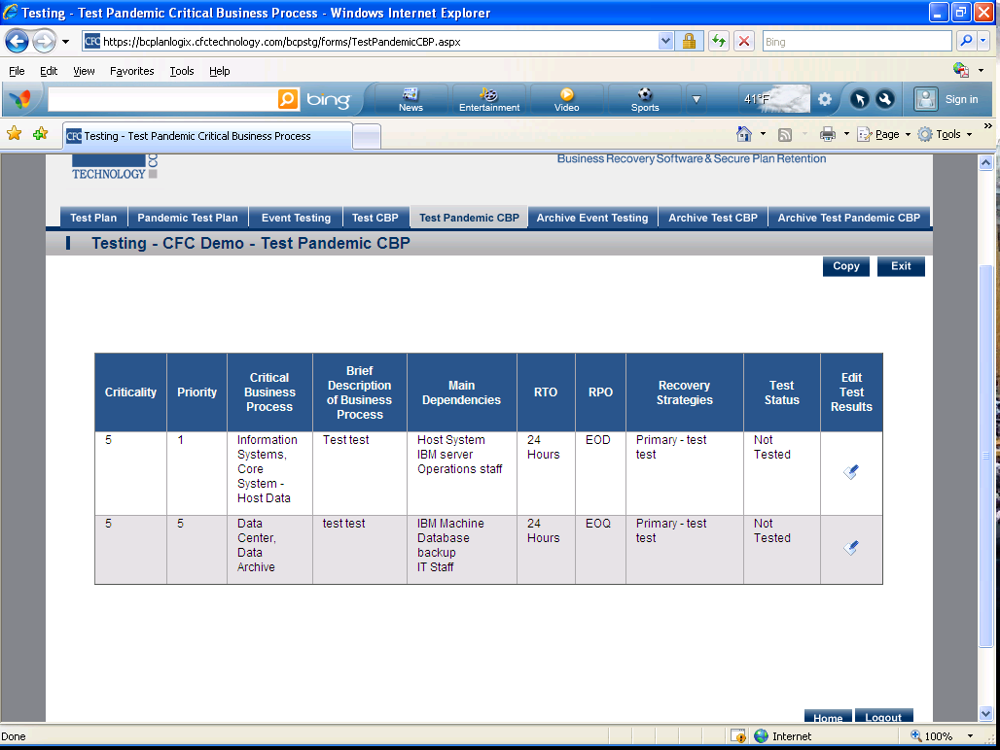 Testing - Test Pandemic Critical Business Process - Windows Internet Explorer
CFC https://bcplanlogix.cfctechnology.com/bcpstg/forms/TestPandemicCBP.aspx
Bing
File Edit View Favorites Tools Help
bing News Entertainment Video Sports 41°F Sign in
CFC Testing - Test Pandemic Critical Business Process
Page Tools »
TECHNOLOGY
Business Recovery Software & Secure Plan Retention
Test Plan Pandemic Test Plan Event Testing Test CBP Test Pandemic CBP Archive Event Testing Archive Test CBP Archive Test Pandemic CBP
Testing - CFC Demo - Test Pandemic CBP
Copy Exit
Criticality
Priority
Critical
Business
Process
Brief
Description
of Business
Process
Main
Dependencies
RTO
RPO
Recovery
Strategies
Test
Status
Edit
Test
Results
5
1
Information
Systems,
Core
System -
Host Data
Test test
Host System
IBM server
Operations staff
24
Hours
EOD
Primary - test
test
Not
Tested
5
5
Data
Center,
Data
Archive
test test
IBM Machine
Database
backup
IT Staff
24
Hours
EOQ
Primary - test
test
Not
Tested
Home Logout
Done Internet 100%